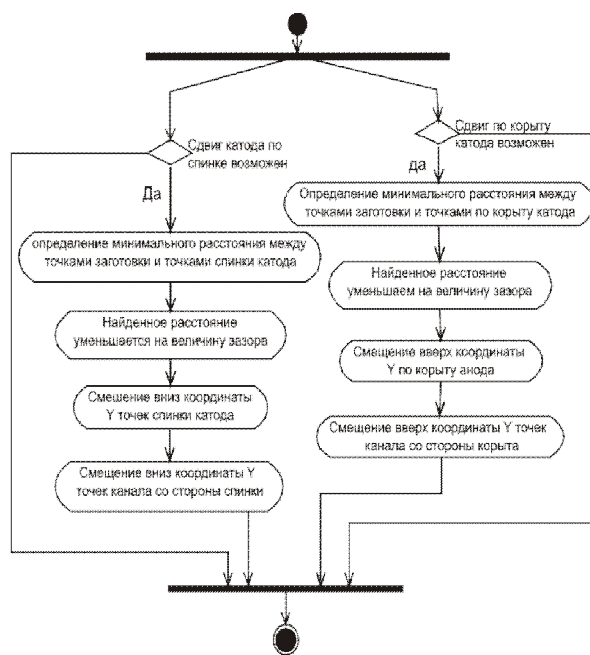 Сдвиг катода по
спинке возможен
Да
определение минимального расстояния между
точками заготовки и точками спинки катода
Найденное расстояние
уменьшается на величину зазора
Смешение вниз координаты
Y точек спинки катода
Смещение вниз координаты Y
точек канала со стороны спинки
Сдвиг по корыту
катода возможен
да
Определение минимального расстояния между
точками заготовки и точками по корыту катода
Найденное расстояние
уменьшаем на величину зазора
Смещение вверх координаты
Y по корыту анода
Смещение вверх координаты Y точек
канала со стороны корыта